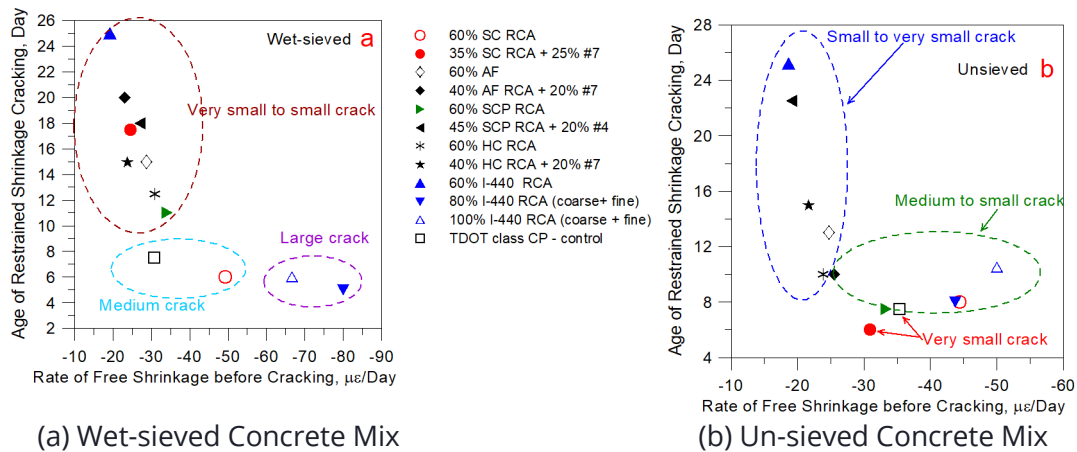 Age of Restrained Shrinkage Cracking, Day
26
24
22
20
18
16
14
12
10
8
6
4
2
Wet-sieved a
Very small to small crack
Large crack
Medium crack
-10 -20 -30 -40 -50 -60 -70 -80 -90
Rate of Free Shrinkage before Cracking, με/Day
(a) Wet-sieved Concrete Mix
60% SC RCA
35% SC RCA + 25% #7
60% AF
40% AF RCA + 20% #7
60% SCP RCA
45% SCP RCA + 20% #4
60% HC RCA
40% HC RCA + 20% #7
60% I-440 RCA
80% I-440 RCA (coarse+ fine)
100% I-440 RCA (coarse + fine)
TDOT class CP - control
Age of Restrained Shrinkage Cracking, Day
28
24
20
16
12
8
4
Small to very small crack
b
Unsieved
Medium to small crack
Very small crack
-10 -20 -30 -40 -50 -60
Rate of Free Shrinkage before Cracking, με/Day
(b) Un-sieved Concrete Mix